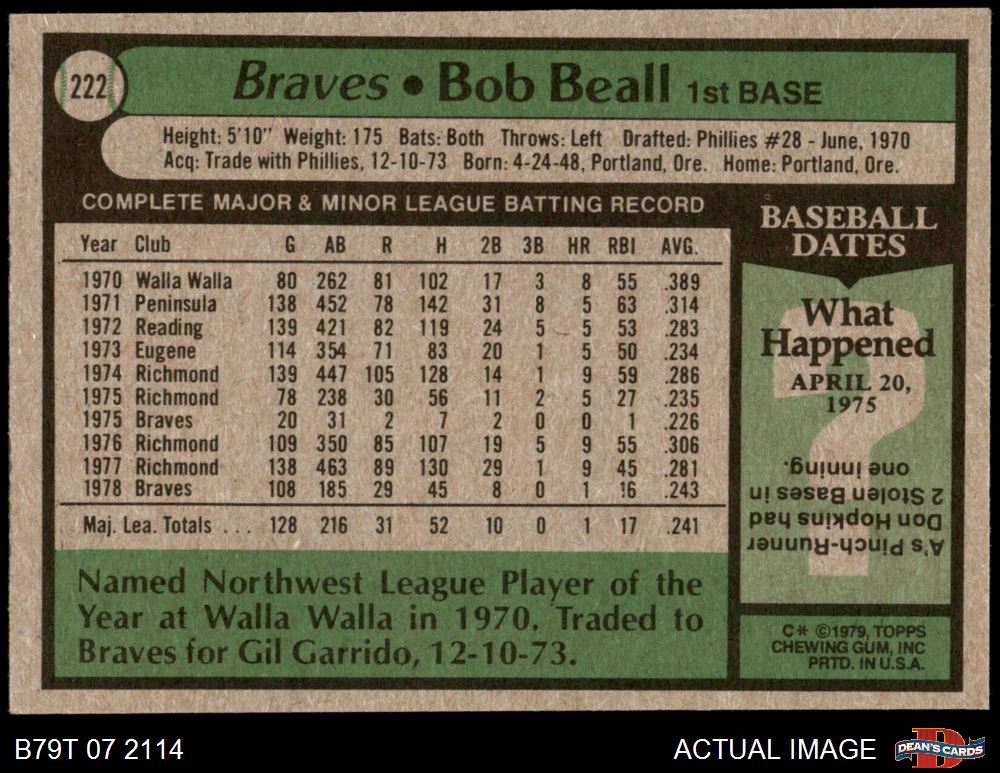 222
Braves • Bob Beall 1st BASE
Height: 5'10" Weight: 175 Bats: Both Throws: Left Drafted: Phillies #28 - June, 1970
Acq: Trade with Phillies, 12-10-73 Born: 4-24-48, Portland, Ore. Home: Portland, Ore.
COMPLETE MAJOR & MINOR LEAGUE BATTING RECORD
Year Club G AB R H 2B 3B HR RBI AVG.
1970 Walla Walla 80 262 81 102 17 3 8 55 .389
1971 Peninsula 138 452 78 142 31 8 5 63 .314
1972 Reading 139 421 82 119 24 5 5 53 .283
1973 Eugene 114 354 71 83 20 1 5 50 .234
1974 Richmond 139 447 105 128 14 1 9 59 .286
1975 Richmond 78 238 30 56 11 2 5 27 .235
1975 Braves 20 31 2 7 2 0 0 1 .226
1976 Richmond 109 350 85 107 19 5 9 55 .306
1977 Richmond 138 463 89 130 29 1 9 45 .281
1978 Braves 108 185 29 45 8 0 1 16 .243
Maj. Lea. Totals . . . 128 216 31 52 10 0 1 17 .241
Named Northwest League Player of the
Year at Walla Walla in 1970. Traded to
Braves for Gil Garrido, 12-10-73.
BASEBALL
DATES
What
Happened
APRIL 20,
1975
?
A's Pinch-Runner
Don Hopkins had
2 Stolen Bases in
one inning.
C* ©1979, TOPPS
CHEWING GUM, INC
PRTD. IN U.S.A.
B79T 07 2114
ACTUAL IMAGE
D
DEAN'S CARDS